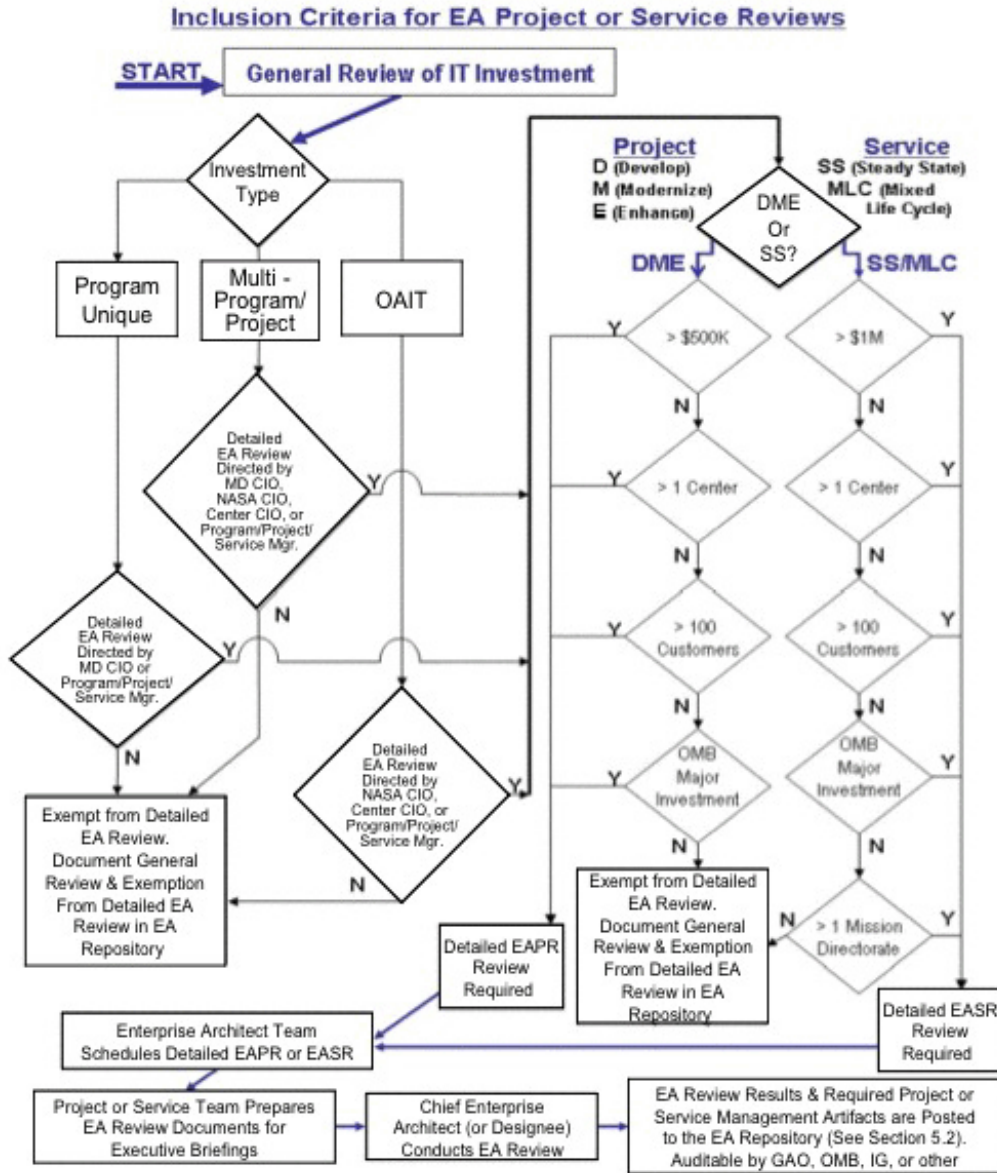 Inclusion Criteria for EA Project or Service Reviews
START
General Review of IT Investment
Investment
Type
Program
Unique
Multi -
Program/
Project
OAIT
Project
D (Develop)
M (Modernize)
E (Enhance)
Service
SS (Steady State)
MLC (Mixed
Life Cycle)
DME
Or
SS?
DME
SS/MLC
Y
> $500K
N
> $1M
Y
N
Detailed
EA Review
Directed by
MD CIO,
NASA CIO,
Center CIO, or
Program/Project/
Service Mgr.
Y
N
Y
> 1 Center
N
> 1 Center
Y
N
Detailed
EA Review
Directed by
MD CIO or
Program/Project/
Service Mgr.
Y
N
Y
> 100
Customers
N
> 100
Customers
Y
N
Detailed
EA Review
Directed by
NASA CIO,
Center CIO, or
Program/Project/
Service Mgr.
Y
N
Y
OMB
Major
Investment
N
OMB
Major
Investment
Y
N
Exempt from Detailed
EA Review.
Document General
Review & Exemption
From Detailed EA
Review in EA
Repository
Detailed EAPR
Review
Required
Exempt from Detailed
EA Review.
Document General
Review & Exemption
From Detailed EA
Review in EA
Repository
N
> 1 Mission
Directorate
Y
Detailed EASR
Review
Required
Enterprise Architect Team
Schedules Detailed EAPR or EASR
Project or Service Team Prepares
EA Review Documents for
Executive Briefings
Chief Enterprise
Architect (or Designee)
Conducts EA Review
EA Review Results & Required Project or
Service Management Artifacts are Posted
to the EA Repository (See Section 5.2).
Auditable by GAO, OMB, IG, or other